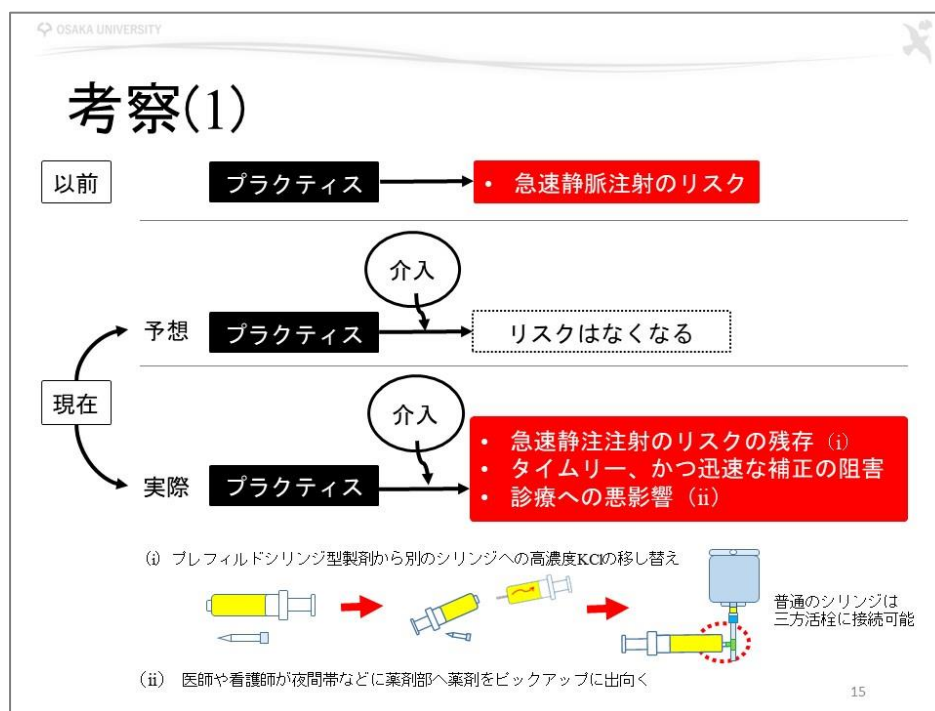 OSAKA UNIVERSITY
考察(1)
以前
プラクティス
• 急速静脈注射のリスク
介入
予想
プラクティス
リスクはなくなる
現在
介入
実際
プラクティス
• 急速静注注射のリスクの残存 (i)
• タイムリー、かつ迅速な補正の阻害
• 診療への悪影響 (ii)
(i) プレフィルドシリンジ型製剤から別のシリンジへの高濃度KClの移し替え
普通のシリンジは
三方活栓に接続可能
(ii) 医師や看護師が夜間帯などに薬剤部へ薬剤をピックアップに出向く
15